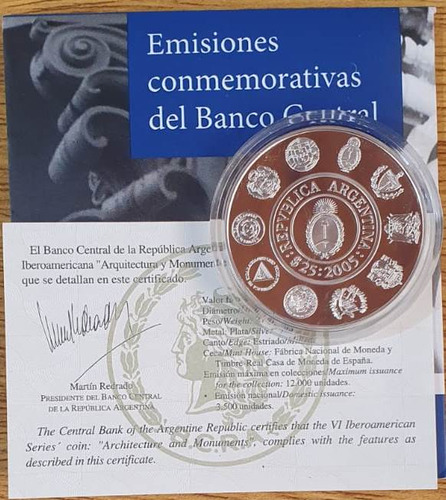 Emisiones
conmemorativas
del Banco Central
REPVBLICA ARGENTINA
$25·2005
El Banco Central de la República
Iberoamericana "Arquitectura y
que se detallan en este certificado.
Valor
Diámetro/
Peso/Weight:
Metal: Plata/Silver
Canto/Edge: Estriado/
Ceca/Mint House: Fábrica Nacional de Moneda y
Timbre-Real Casa de Moneda de España.
Emisión máxima en colecciones/Maximum issuance
for the collection: 12.000 unidades.
• Emisión nacional/Domestic issuance:
3.500 unidades.
Martín Redrado
PRESIDENTE DEL BANCO CENTRAL
DE LA REPÚBLICA ARGENTINA
B.C.R.A.
The Central Bank of the Argentine Republic certifies that the VI Iberoamerican
Series' coin: "Architecture and Monuments", complies with the features as
described in this certificate.